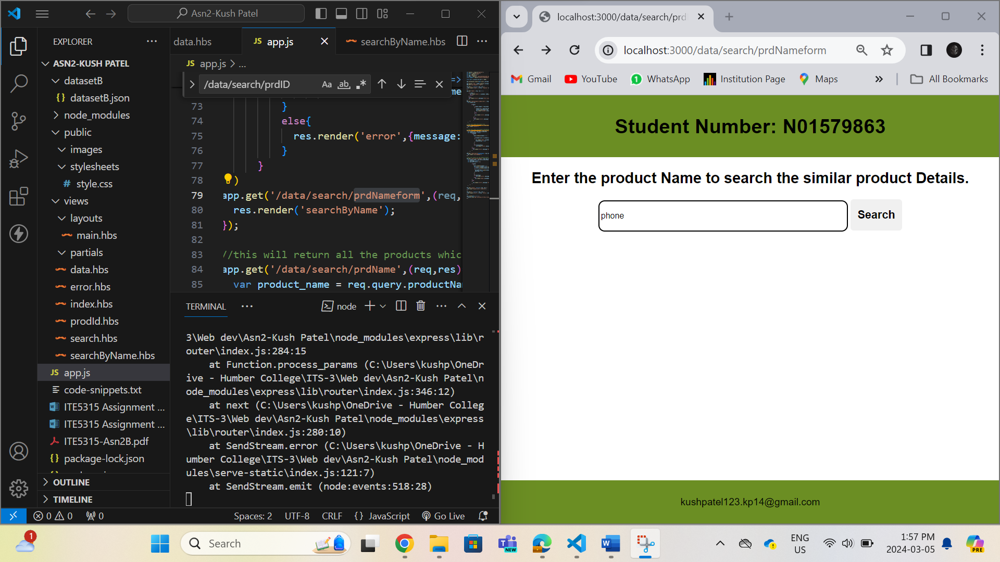 Asn2-Kush Patel
EXPLORER
ASN2-KUSH PATEL
datasetB
datasetB.json
node_modules
public
images
stylesheets
style.css
views
layouts
main.hbs
partials
data.hbs
error.hbs
index.hbs
prodId.hbs
search.hbs
searchByName.hbs
JS app.js
code-snippets.txt
ITE5315 Assignment ...
ITE5315 Assignment ...
ITE5315-Asn2B.pdf
package-lock.json
OUTLINE
TIMELINE
data.hbs
JS app.js
searchByName.hbs
JS app.js > ...
/data/search/prdID
73 }
74 else{
75 res.render('error',{message:
76 }
77 }
78 )
79 app.get('/data/search/prdNameform',(req,
80 res.render('searchByName');
81 });
82
83 //this will return all the products whic
84 app.get('/data/search/prdName',(req,res)
85 var product_name = req.query.productNa
TERMINAL
node
3\Web dev\Asn2-Kush Patel\node_modules\express\lib\r
outer\index.js:284:15
at Function.process_params (C:\Users\kushp\OneDr
ive - Humber College\ITS-3\Web dev\Asn2-Kush Patel\n
ode_modules\express\lib\router\index.js:346:12)
at next (C:\Users\kushp\OneDrive - Humber Colleg
e\ITS-3\Web dev\Asn2-Kush Patel\node_modules\express
\lib\router\index.js:280:10)
at SendStream.error (C:\Users\kushp\OneDrive - H
umber College\ITS-3\Web dev\Asn2-Kush Patel\node_mod
ules\serve-static\index.js:121:7)
at SendStream.emit (node:events:518:28)
0 0 0
Spaces: 2 UTF-8 CRLF {} JavaScript Go Live
localhost:3000/data/search/prd
localhost:3000/data/search/prdNameform
Gmail YouTube WhatsApp Institution Page Maps » All Bookmarks
Student Number: N01579863
Enter the product Name to search the similar product Details.
phone
Search
kushpatel123.kp14@gmail.com
1
Search
NEW
ENG
US
1:57 PM
2024-03-05
PRE